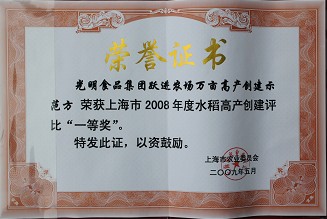 荣誉证书
光明食品集团跃进农场万亩高产创建示
范方 荣获上海市2008年度水稻高产创建评
比“一等奖”。
特发此证，以资鼓励。
上海市农业委员会
二〇〇九年五月